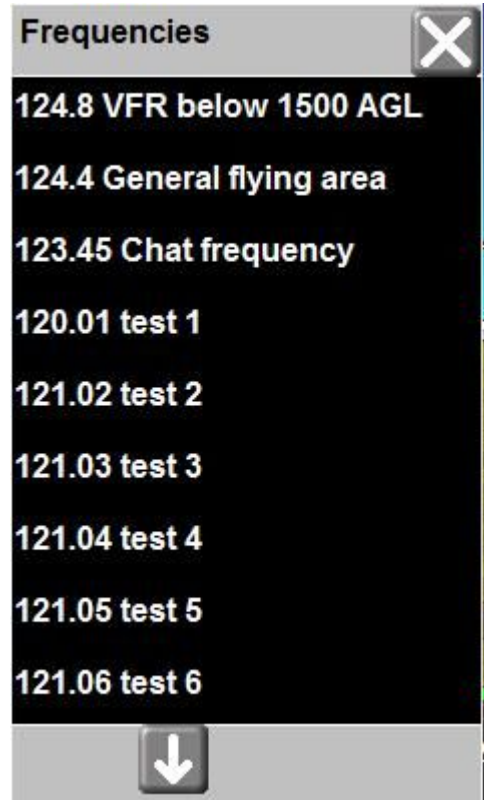 Frequencies
124.8 VFR below 1500 AGL
124.4 General flying area
123.45 Chat frequency
120.01 test 1
121.02 test 2
121.03 test 3
121.04 test 4
121.05 test 5
121.06 test 6